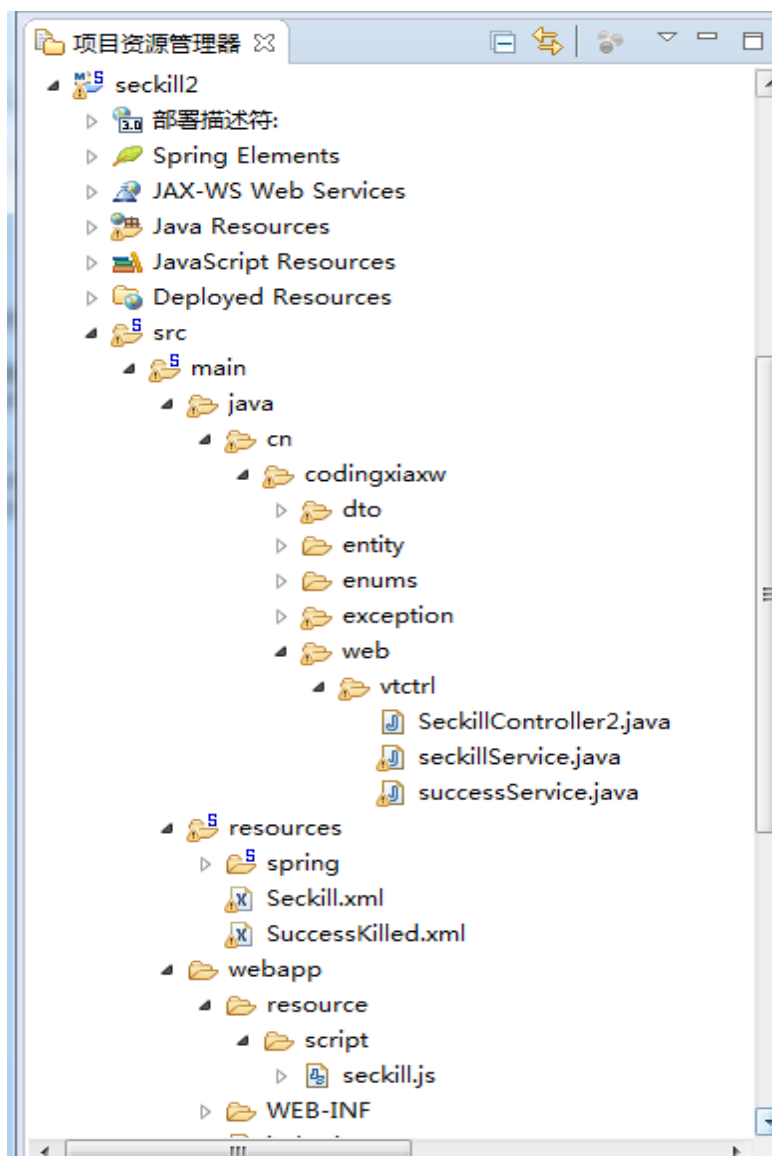 项目资源管理器
seckill2
部署描述符:
Spring Elements
JAX-WS Web Services
Java Resources
JavaScript Resources
Deployed Resources
src
main
java
cn
codingxiaxw
dto
entity
enums
exception
web
vtctrl
SeckillController2.java
seckillService.java
successService.java
resources
spring
Seckill.xml
SuccessKilled.xml
webapp
resource
script
seckill.js
WEB-INF